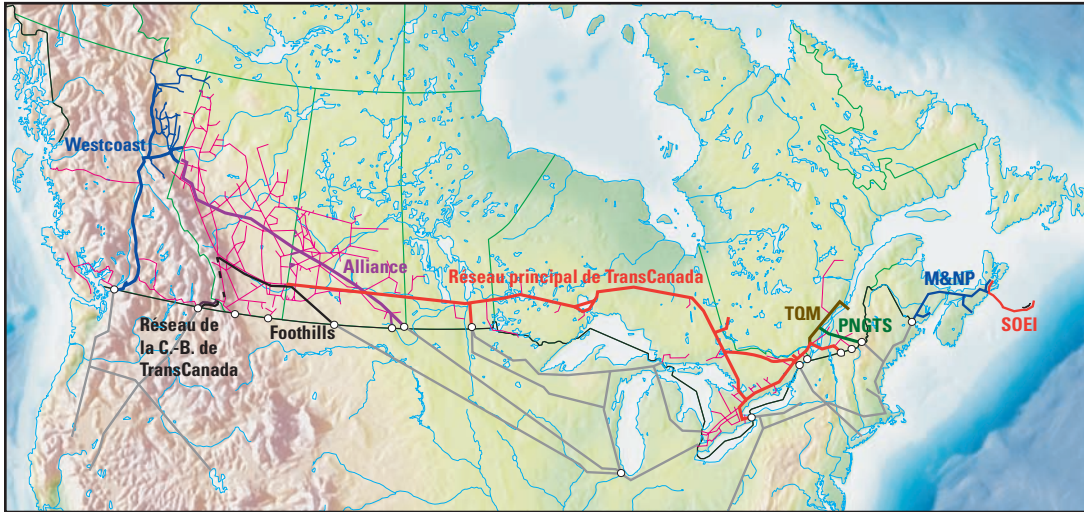 Westcoast
Alliance
Réseau principal de TransCanada
M&NP
TQM
PNGTS
SOEI
Réseau de
la C.-B. de
TransCanada
Foothills